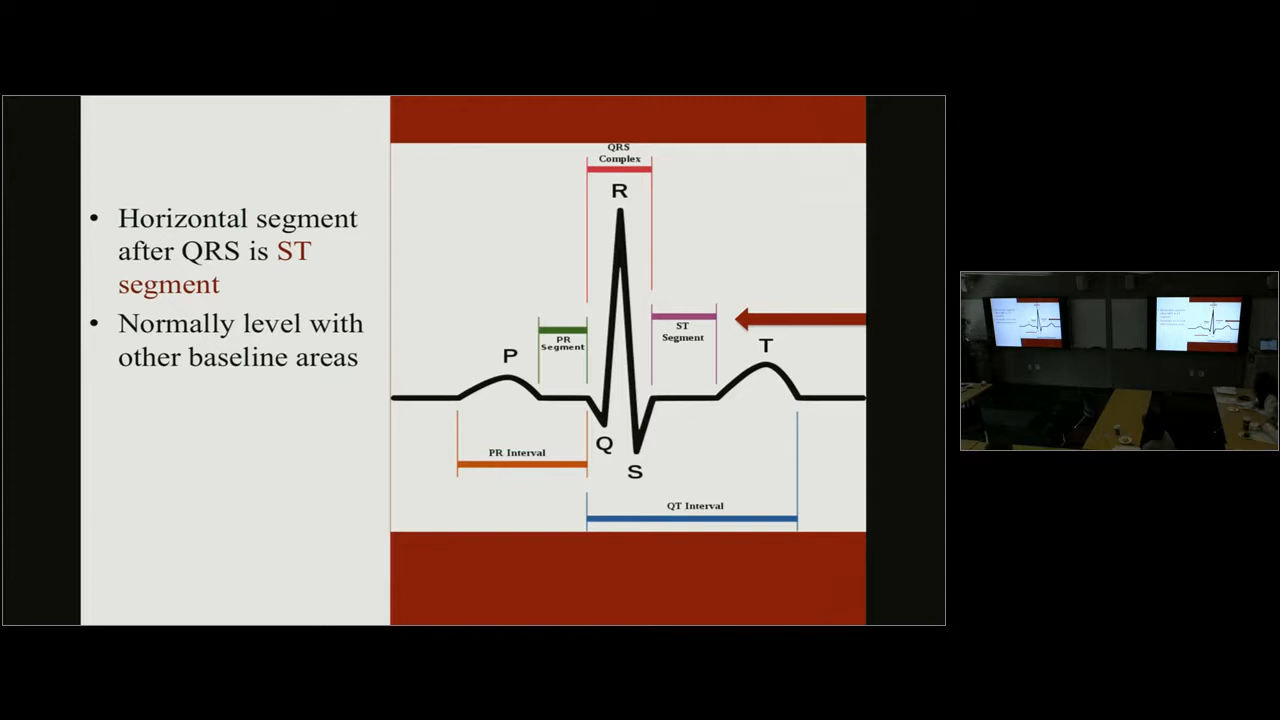 • Horizontal segment
after QRS is ST
segment
• Normally level with
other baseline areas
QRS
Complex
R
ST
Segment
PR
Segment
T
P
Q
PR Interval
S
QT Interval